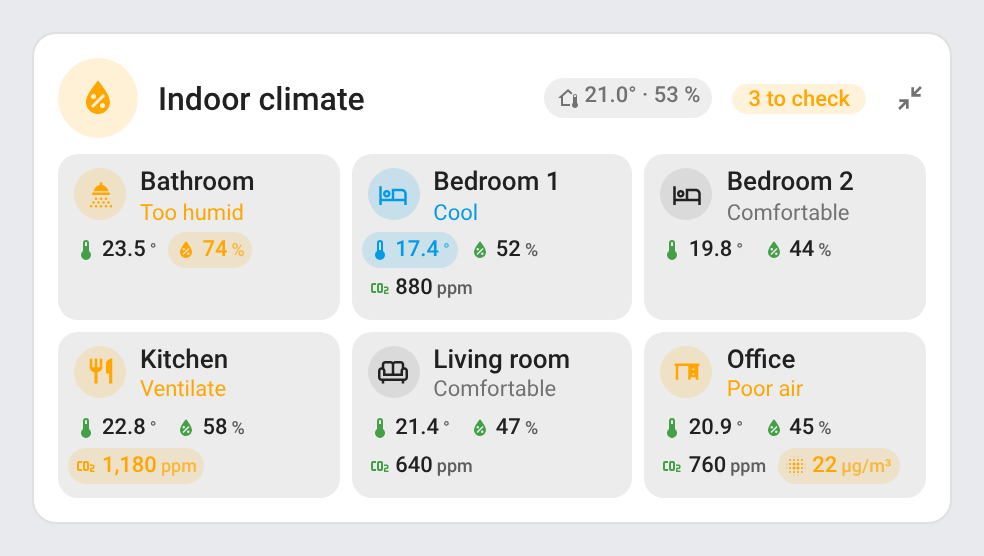 Indoor climate
21.0° · 53 %
3 to check
Bathroom
Too humid
23.5 °
74 %
Bedroom 1
Cool
17.4 °
52 %
CO₂ 880 ppm
Bedroom 2
Comfortable
19.8 °
44 %
Kitchen
Ventilate
22.8 °
58 %
CO₂ 1,180 ppm
Living room
Comfortable
21.4 °
47 %
CO₂ 640 ppm
Office
Poor air
20.9 °
45 %
CO₂ 760 ppm
22 µg/m³